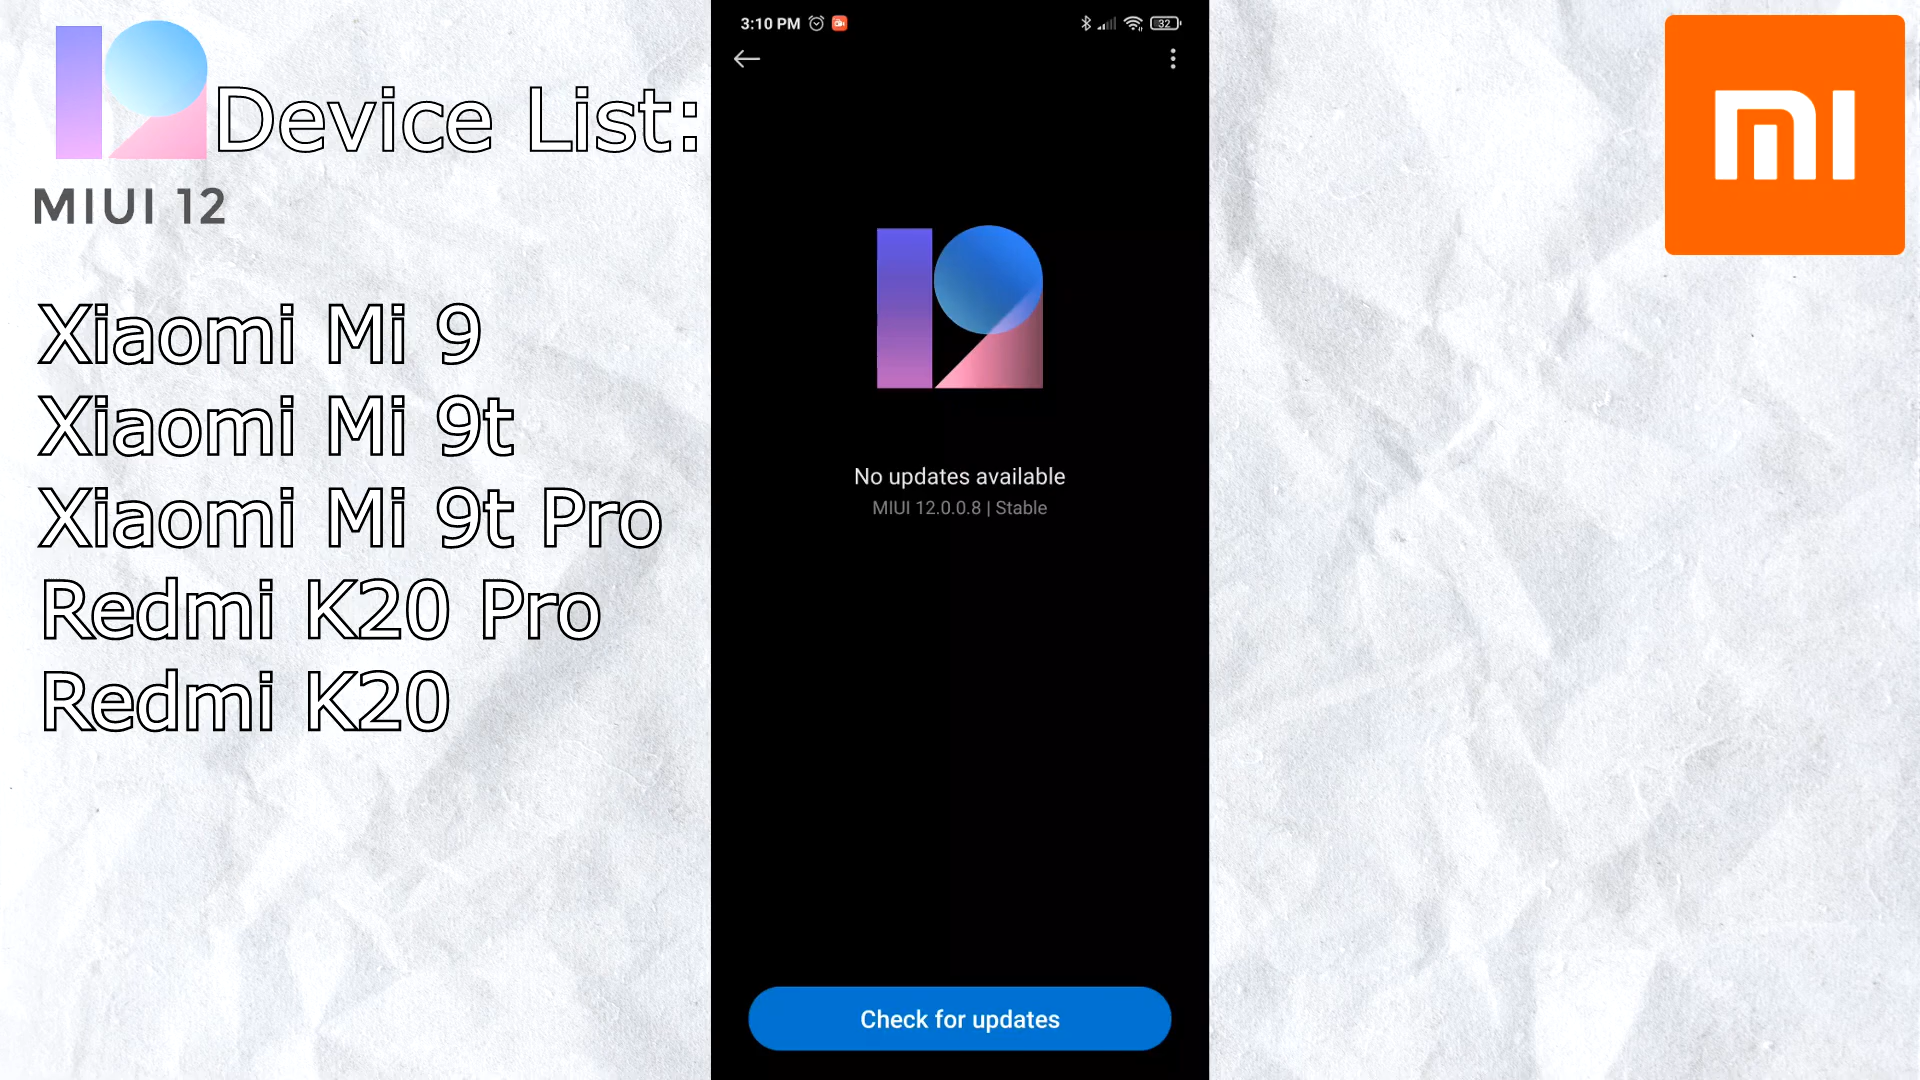 Device List:
MIUI 12
Xiaomi Mi 9
Xiaomi Mi 9t
Xiaomi Mi 9t Pro
Redmi K20 Pro
Redmi K20
3:10 PM
32
No updates available
MIUI 12.0.0.8 | Stable
Check for updates
MI